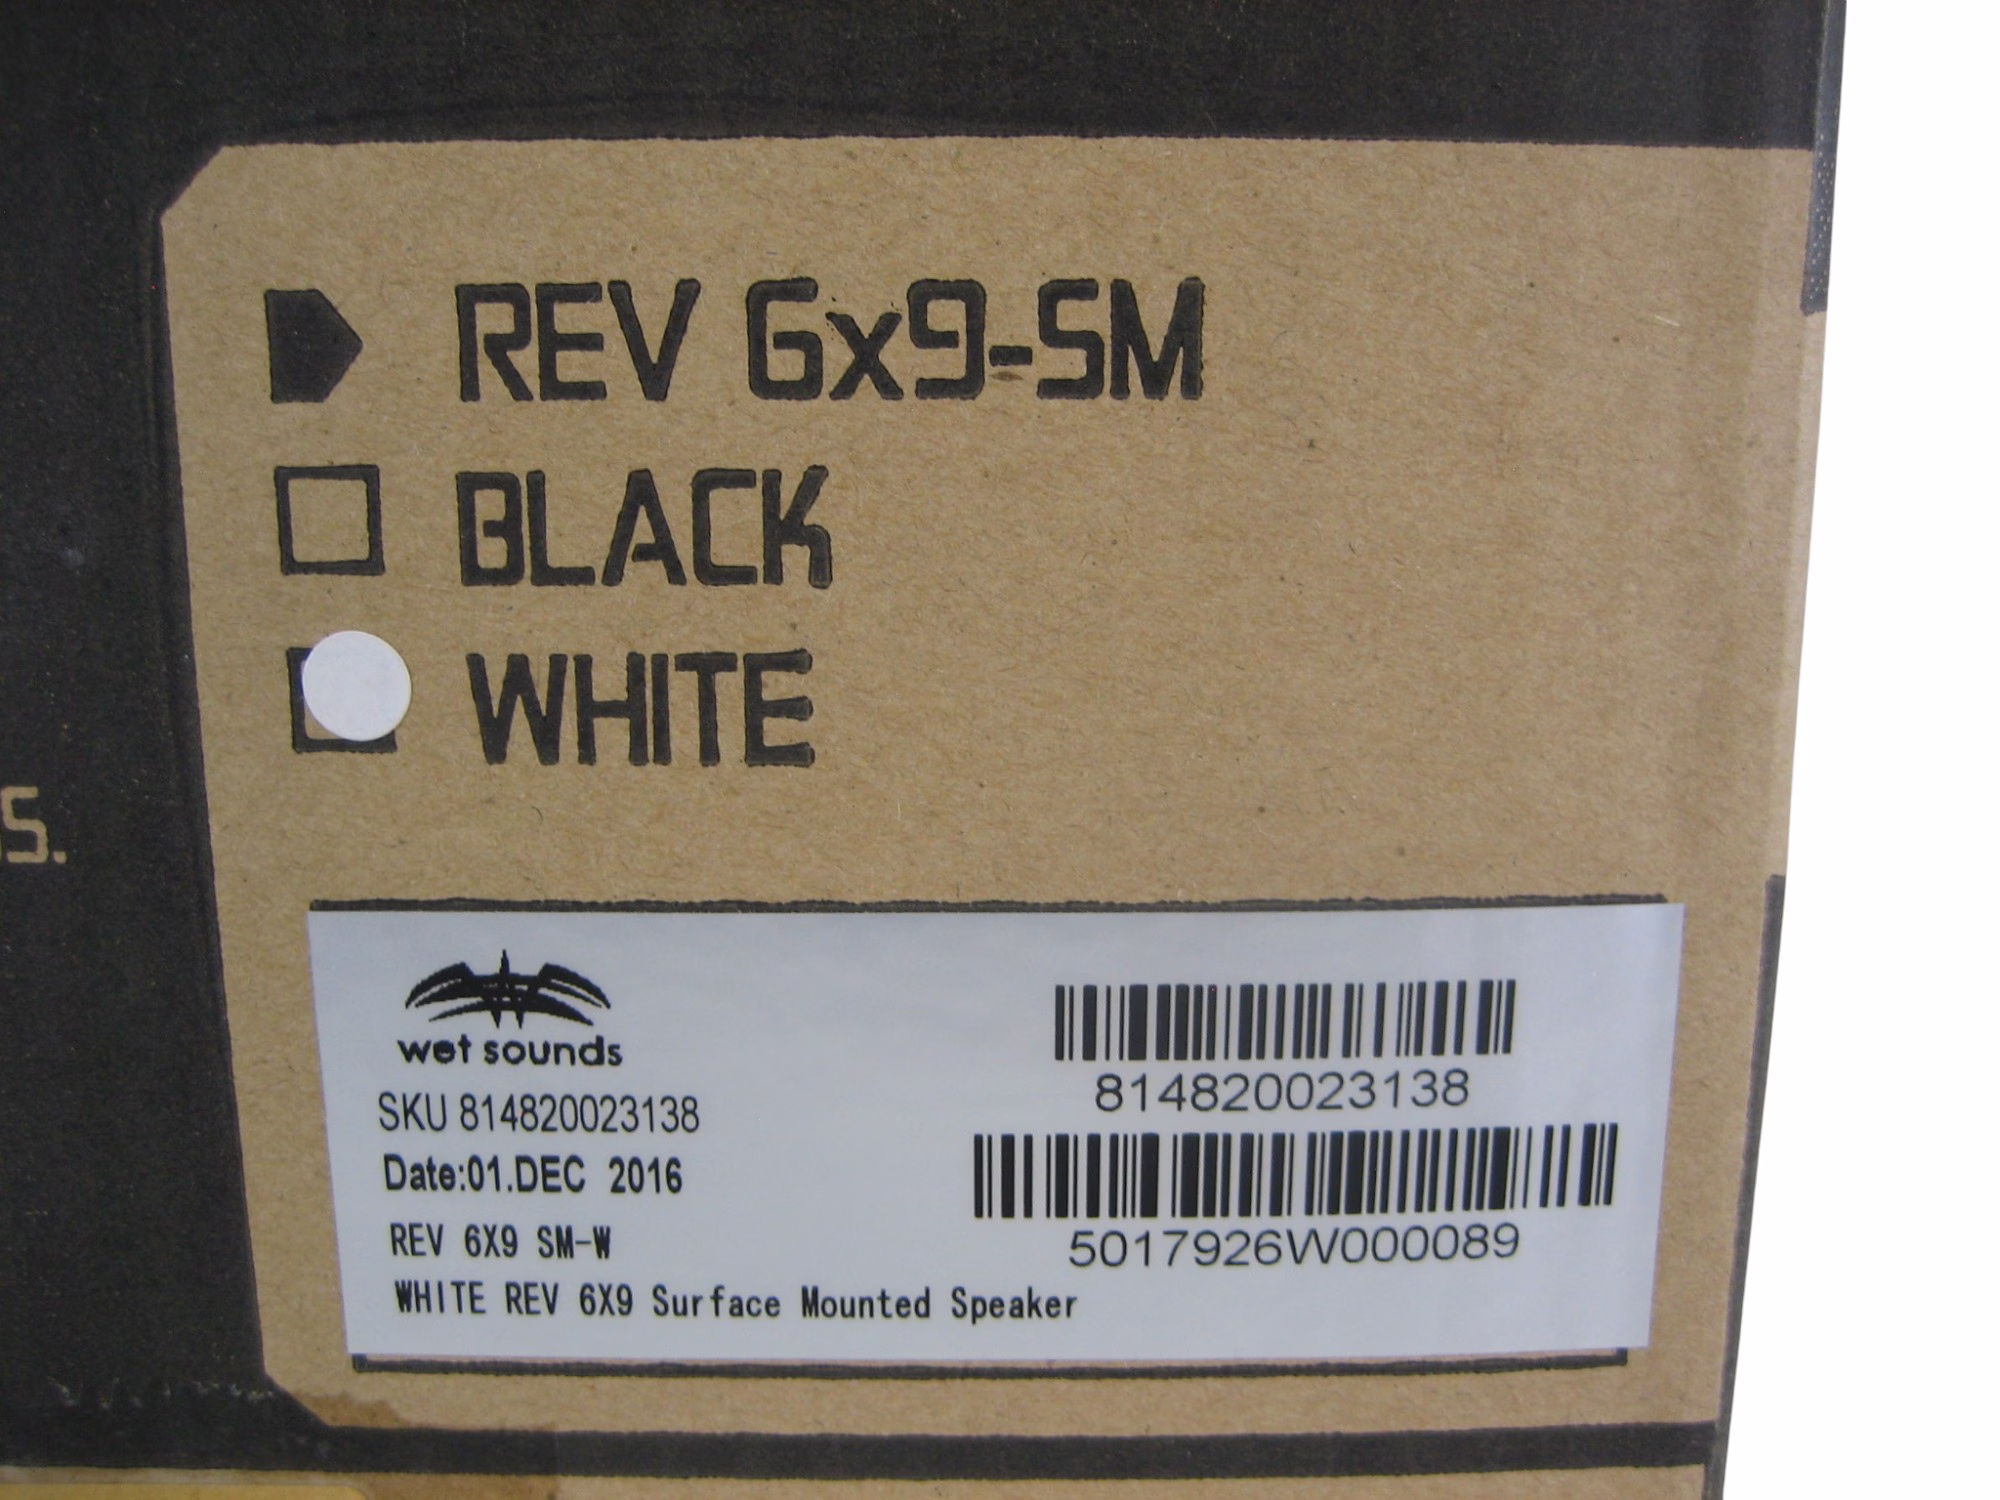 REV 6x9-SM
BLACK
WHITE
S.
wet sounds
SKU 814820023138
Date:01.DEC 2016
REV 6X9 SM-W
WHITE REV 6X9 Surface Mounted Speaker
814820023138
5017926W000089